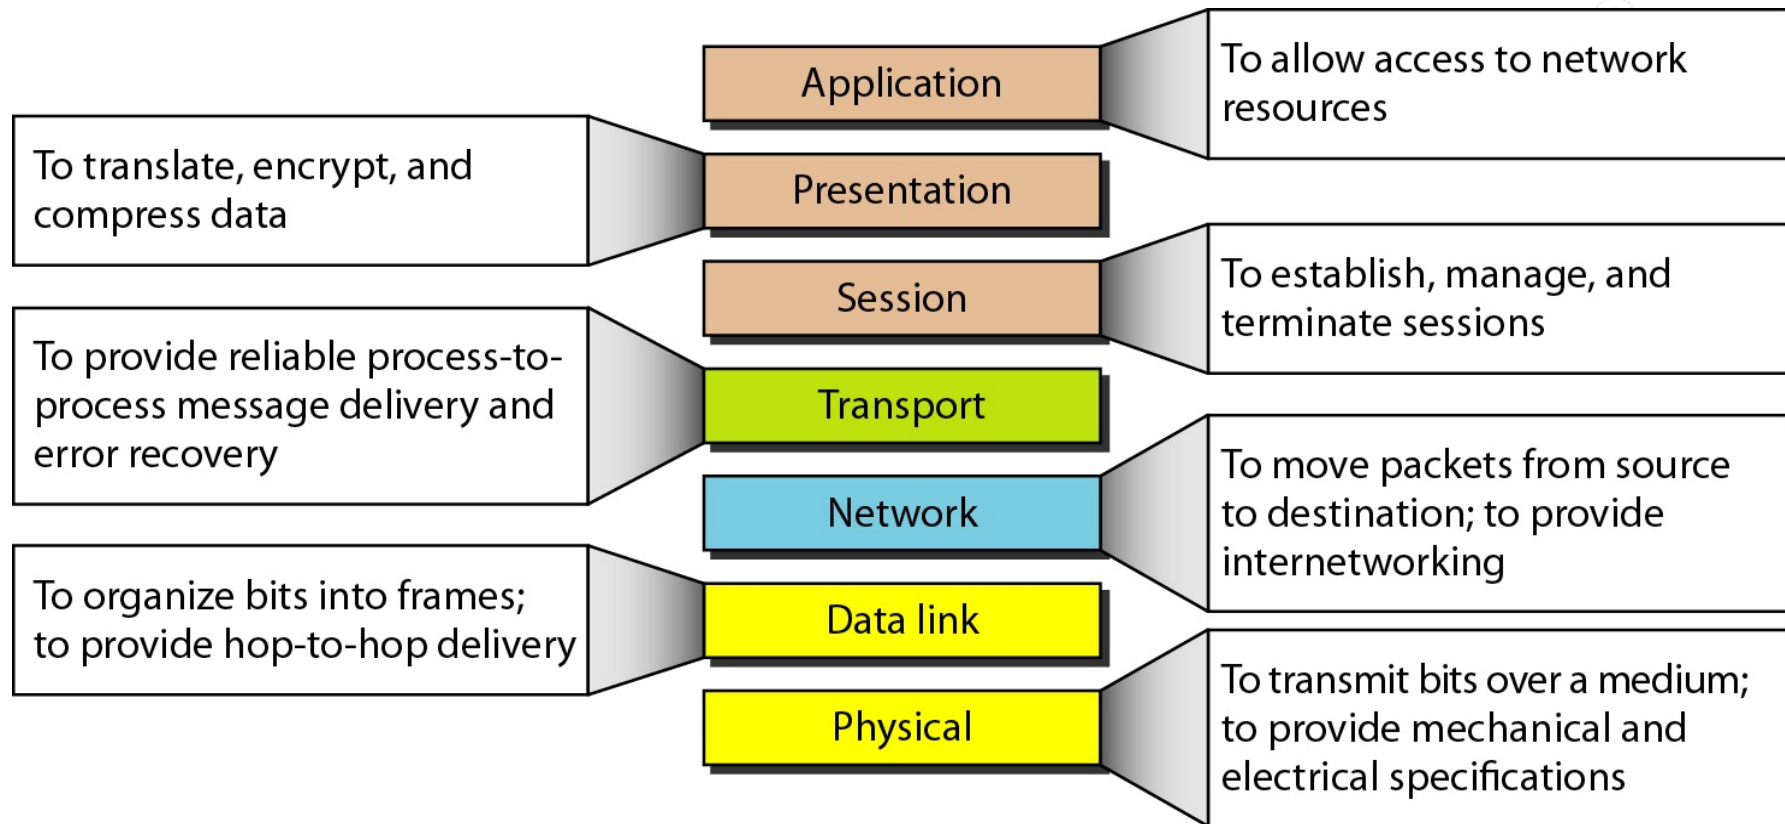 Application
To allow access to network
resources
To translate, encrypt, and
compress data
Presentation
Session
To establish, manage, and
terminate sessions
To provide reliable process-to-
process message delivery and
error recovery
Transport
Network
To move packets from source
to destination; to provide
internetworking
To organize bits into frames;
to provide hop-to-hop delivery
Data link
Physical
To transmit bits over a medium;
to provide mechanical and
electrical specifications